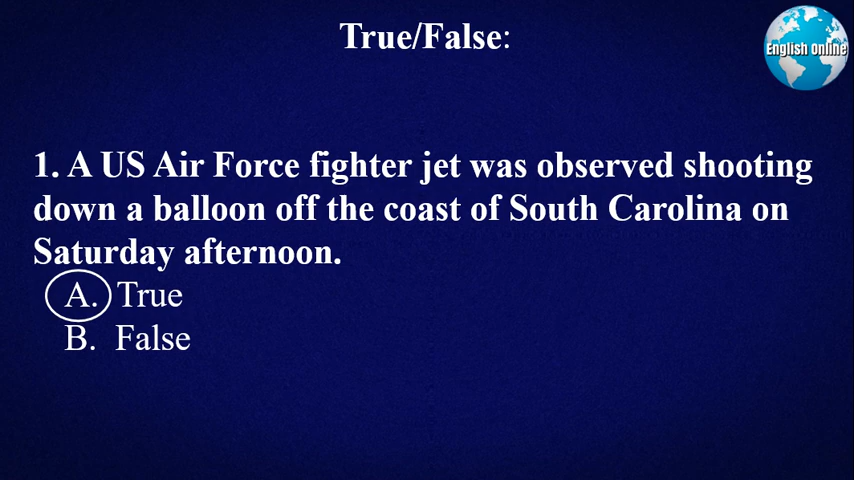 True/False:
English Online
1. A US Air Force fighter jet was observed shooting
down a balloon off the coast of South Carolina on
Saturday afternoon.
A. True
B. False